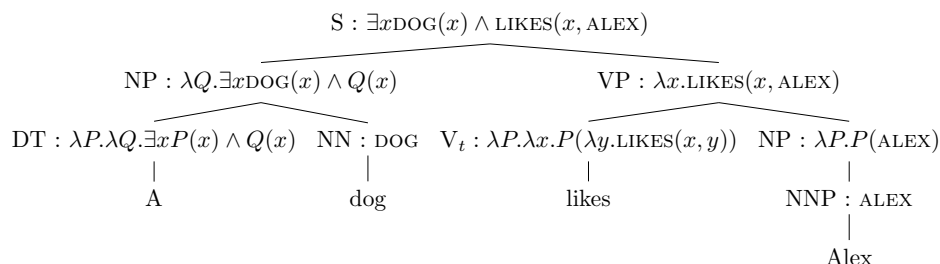 S : ∃xDOG(x) ∧ LIKES(x, ALEX)
NP : λQ.∃xDOG(x) ∧ Q(x) VP : λx.LIKES(x, ALEX)
DT : λP.λQ.∃xP(x) ∧ Q(x) NN : DOG Vₜ : λP.λx.P(λy.LIKES(x, y)) NP : λP.P(ALEX)
A dog likes NNP : ALEX
Alex